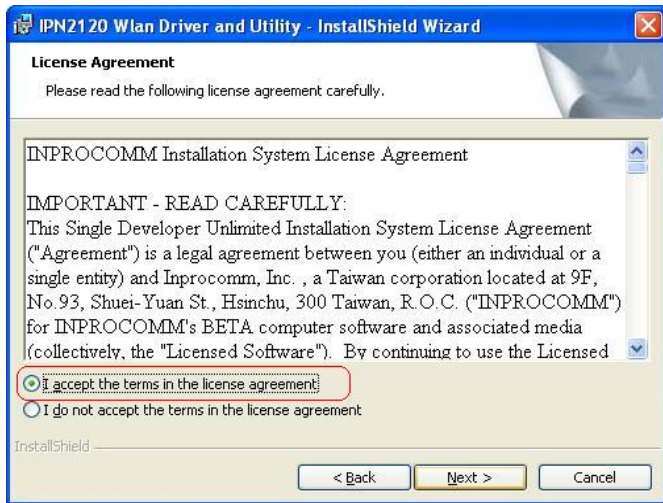 IPN2120 Wlan Driver and Utility - InstallShield Wizard
License Agreement
Please read the following license agreement carefully.
INPROCOMM Installation System License Agreement
IMPORTANT - READ CAREFULLY:
This Single Developer Unlimited Installation System License Agreement
("Agreement") is a legal agreement between you (either an individual or a
single entity) and Inprocomm, Inc. , a Taiwan corporation located at 9F,
No.93, Shuei-Yuan St., Hsinchu, 300 Taiwan, R.O.C. ("INPROCOMM")
for INPROCOMM's BETA computer software and associated media
(collectively, the "Licensed Software").  By continuing to use the Licensed
I accept the terms in the license agreement
I do not accept the terms in the license agreement
InstallShield
< Back
Next >
Cancel